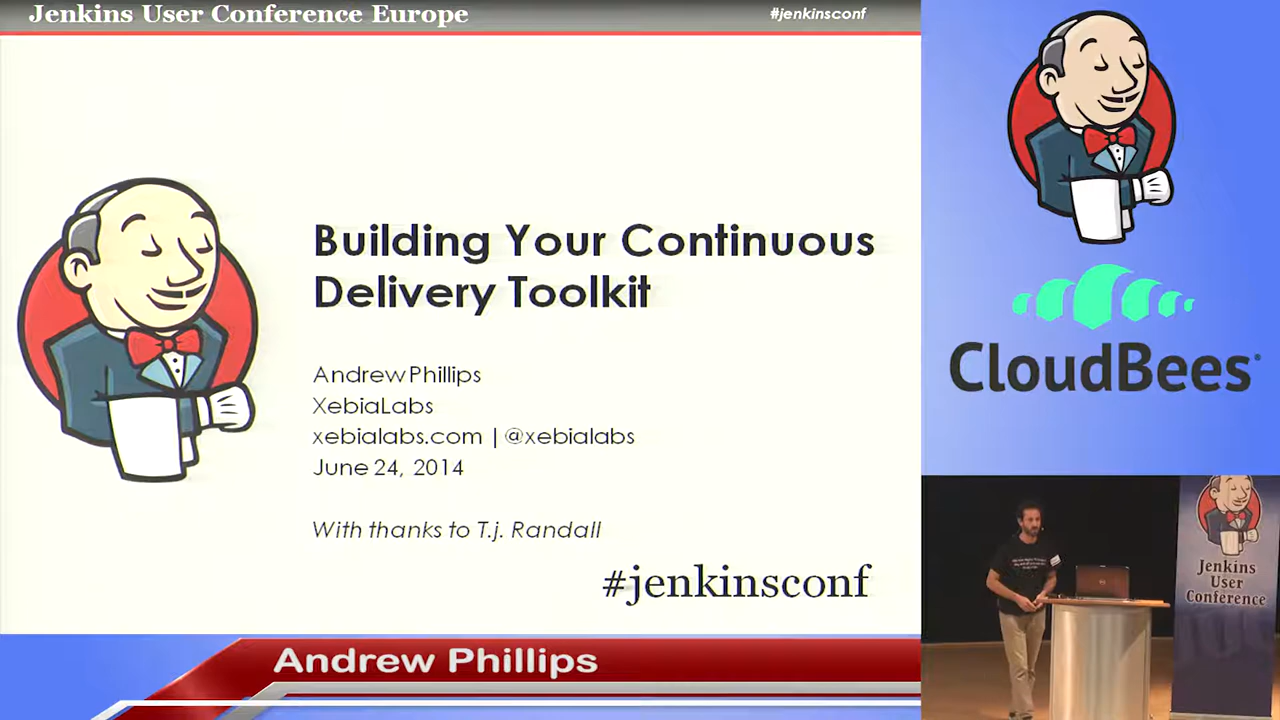 Jenkins User Conference Europe
#jenkinsconf
Building Your Continuous
Delivery Toolkit
Andrew Phillips
XebiaLabs
xebialabs.com | @xebialabs
June 24, 2014
With thanks to T.j. Randall
#jenkinsconf
Andrew Phillips
CloudBees
Jenkins
User
Conference